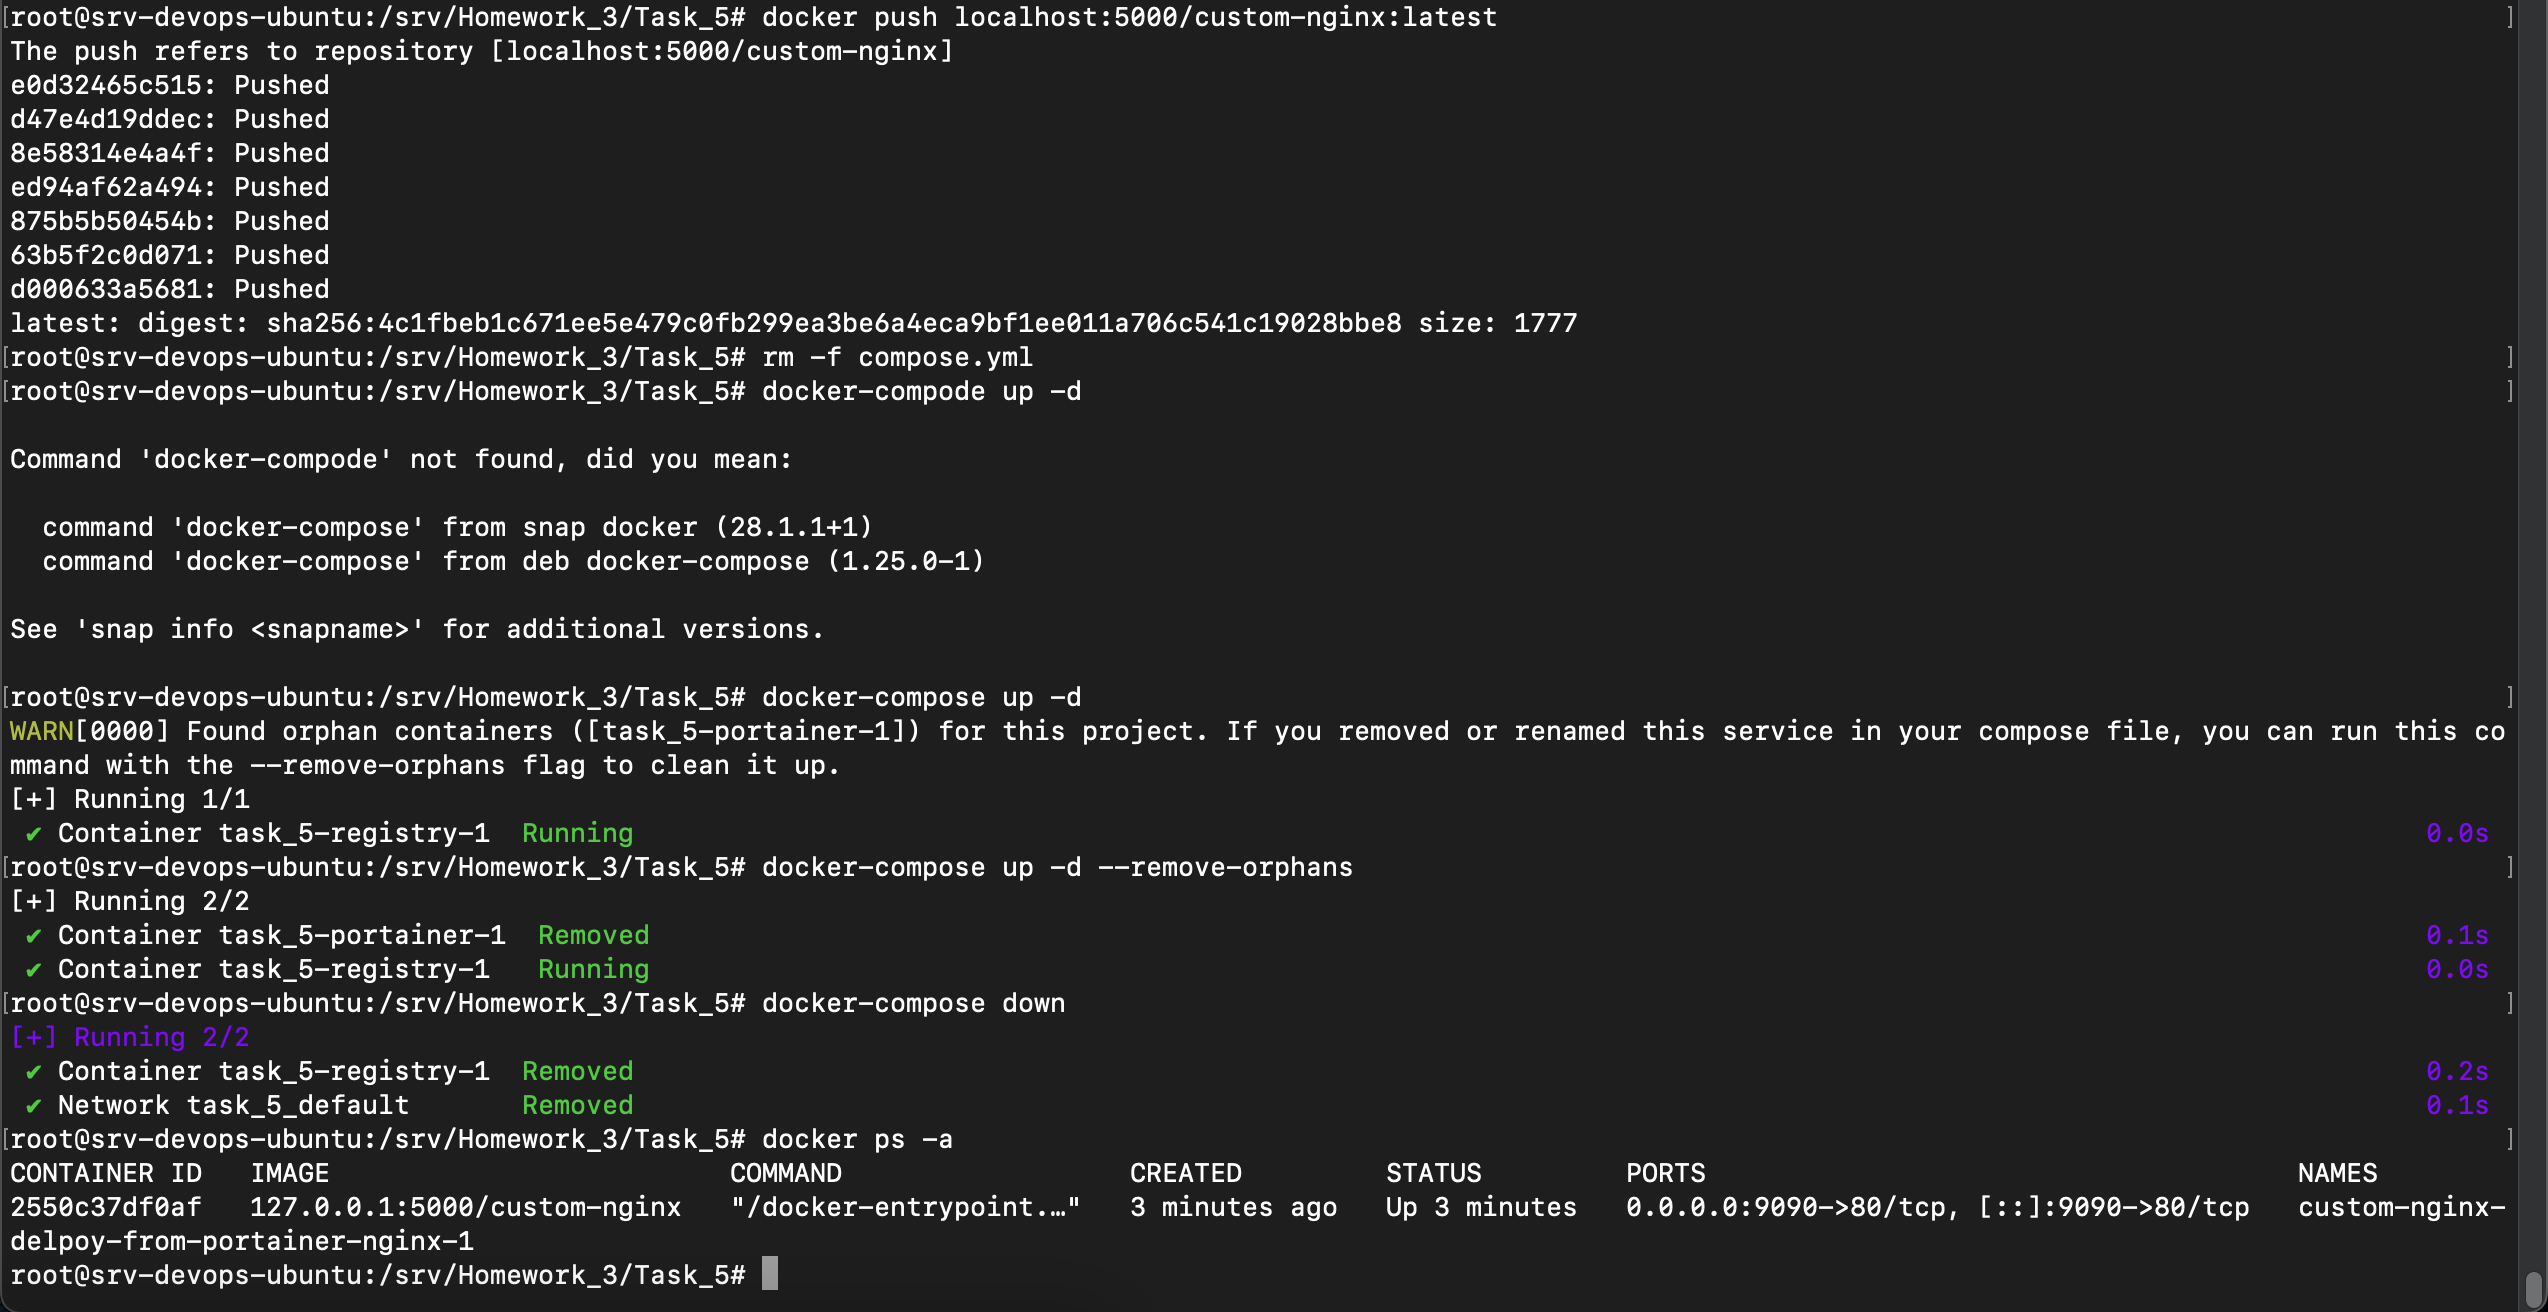 [root@srv-devops-ubuntu:/srv/Homework_3/Task_5# docker push localhost:5000/custom-nginx:latest ]
The push refers to repository [localhost:5000/custom-nginx]
e0d32465c515: Pushed
d47e4d19ddec: Pushed
8e58314e4a4f: Pushed
ed94af62a494: Pushed
875b5b50454b: Pushed
63b5f2c0d071: Pushed
d000633a5681: Pushed
latest: digest: sha256:4c1fbeb1c671ee5e479c0fb299ea3be6a4eca9bf1ee011a706c541c19028bbe8 size: 1777
[root@srv-devops-ubuntu:/srv/Homework_3/Task_5# rm -f compose.yml ]
[root@srv-devops-ubuntu:/srv/Homework_3/Task_5# docker-compode up -d ]
Command 'docker-compode' not found, did you mean:
  command 'docker-compose' from snap docker (28.1.1+1)
  command 'docker-compose' from deb docker-compose (1.25.0-1)
See 'snap info <snapname>' for additional versions.
[root@srv-devops-ubuntu:/srv/Homework_3/Task_5# docker-compose up -d ]
WARN[0000] Found orphan containers ([task_5-portainer-1]) for this project. If you removed or renamed this service in your compose file, you can run this co
mmand with the --remove-orphans flag to clean it up.
[+] Running 1/1
 ✔ Container task_5-registry-1  Running 0.0s
[root@srv-devops-ubuntu:/srv/Homework_3/Task_5# docker-compose up -d --remove-orphans ]
[+] Running 2/2
 ✔ Container task_5-portainer-1  Removed 0.1s
 ✔ Container task_5-registry-1   Running 0.0s
[root@srv-devops-ubuntu:/srv/Homework_3/Task_5# docker-compose down ]
[+] Running 2/2
 ✔ Container task_5-registry-1  Removed 0.2s
 ✔ Network task_5_default       Removed 0.1s
[root@srv-devops-ubuntu:/srv/Homework_3/Task_5# docker ps -a ]
CONTAINER ID   IMAGE                         COMMAND                  CREATED         STATUS         PORTS                                     NAMES
2550c37df0af   127.0.0.1:5000/custom-nginx   "/docker-entrypoint.…"   3 minutes ago   Up 3 minutes   0.0.0.0:9090->80/tcp, [::]:9090->80/tcp   custom-nginx-
delpoy-from-portainer-nginx-1
root@srv-devops-ubuntu:/srv/Homework_3/Task_5#